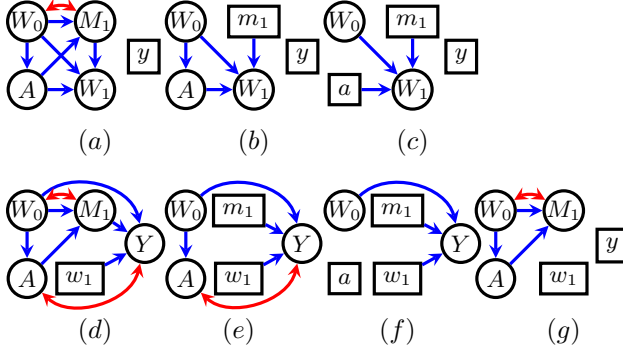 W₀ M₁ W₀ m₁ W₀ m₁
y y y
A W₁ A W₁ a W₁
(a) (b) (c)
W₀ M₁ W₀ m₁ W₀ m₁ W₀ M₁
Y Y Y y
A w₁ A w₁ a w₁ A w₁
(d) (e) (f) (g)